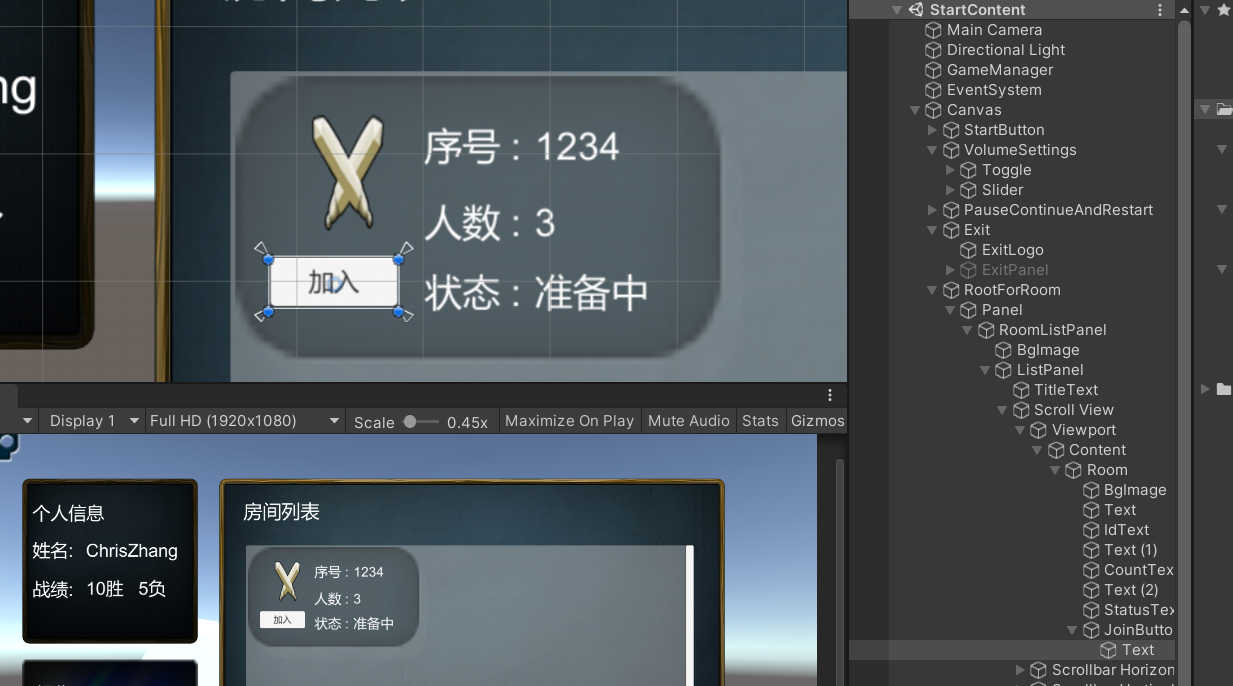 ng
序号：1234
人数：3
加入
状态：准备中
Display 1
Full HD (1920x1080)
Scale
0.45x
Maximize On Play
Mute Audio
Stats
Gizmos
个人信息
姓名: ChrisZhang
战绩: 10胜 5负
房间列表
序号：1234
人数：3
加入
状态：准备中
StartContent
Main Camera
Directional Light
GameManager
EventSystem
Canvas
StartButton
VolumeSettings
Toggle
Slider
PauseContinueAndRestart
Exit
ExitLogo
ExitPanel
RootForRoom
Panel
RoomListPanel
BgImage
ListPanel
TitleText
Scroll View
Viewport
Content
Room
BgImage
Text
IdText
Text (1)
CountTex
Text (2)
StatusTex
JoinButto
Text
Scrollbar Horizon